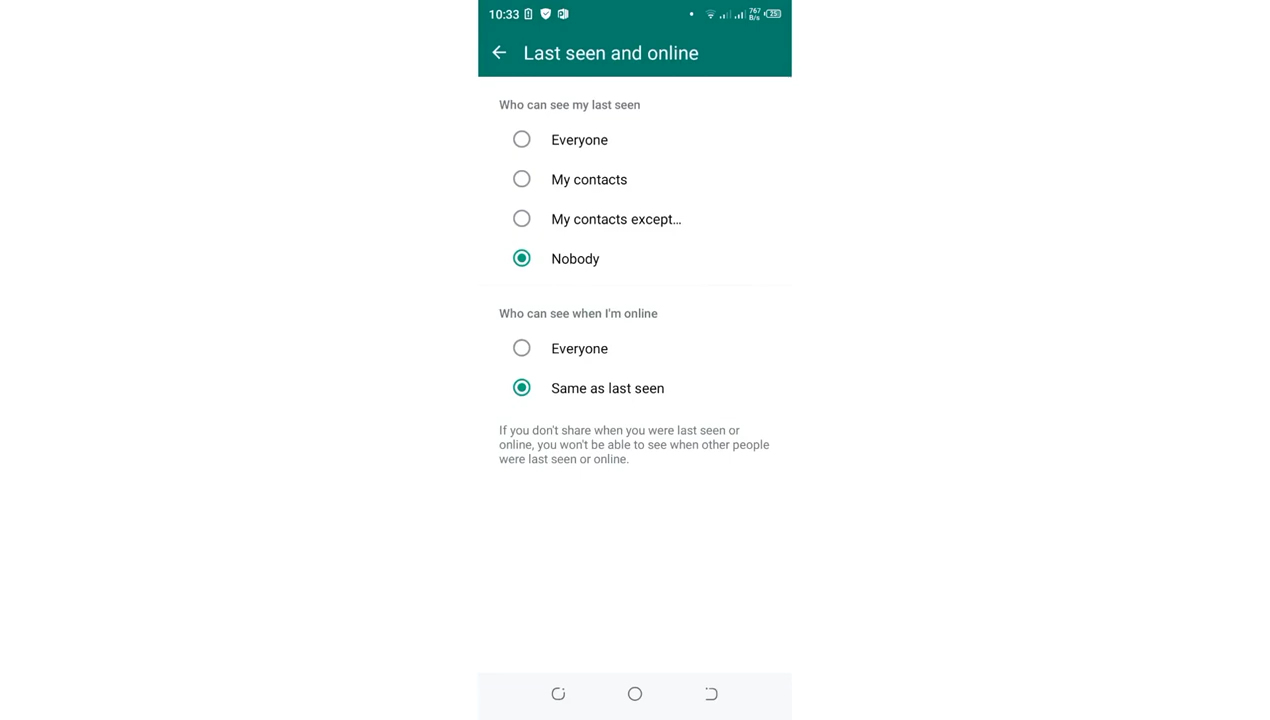 10:33 767 B/s 25
Last seen and online
Who can see my last seen
Everyone
My contacts
My contacts except...
Nobody
Who can see when I'm online
Everyone
Same as last seen
If you don't share when you were last seen or
online, you won't be able to see when other people
were last seen or online.